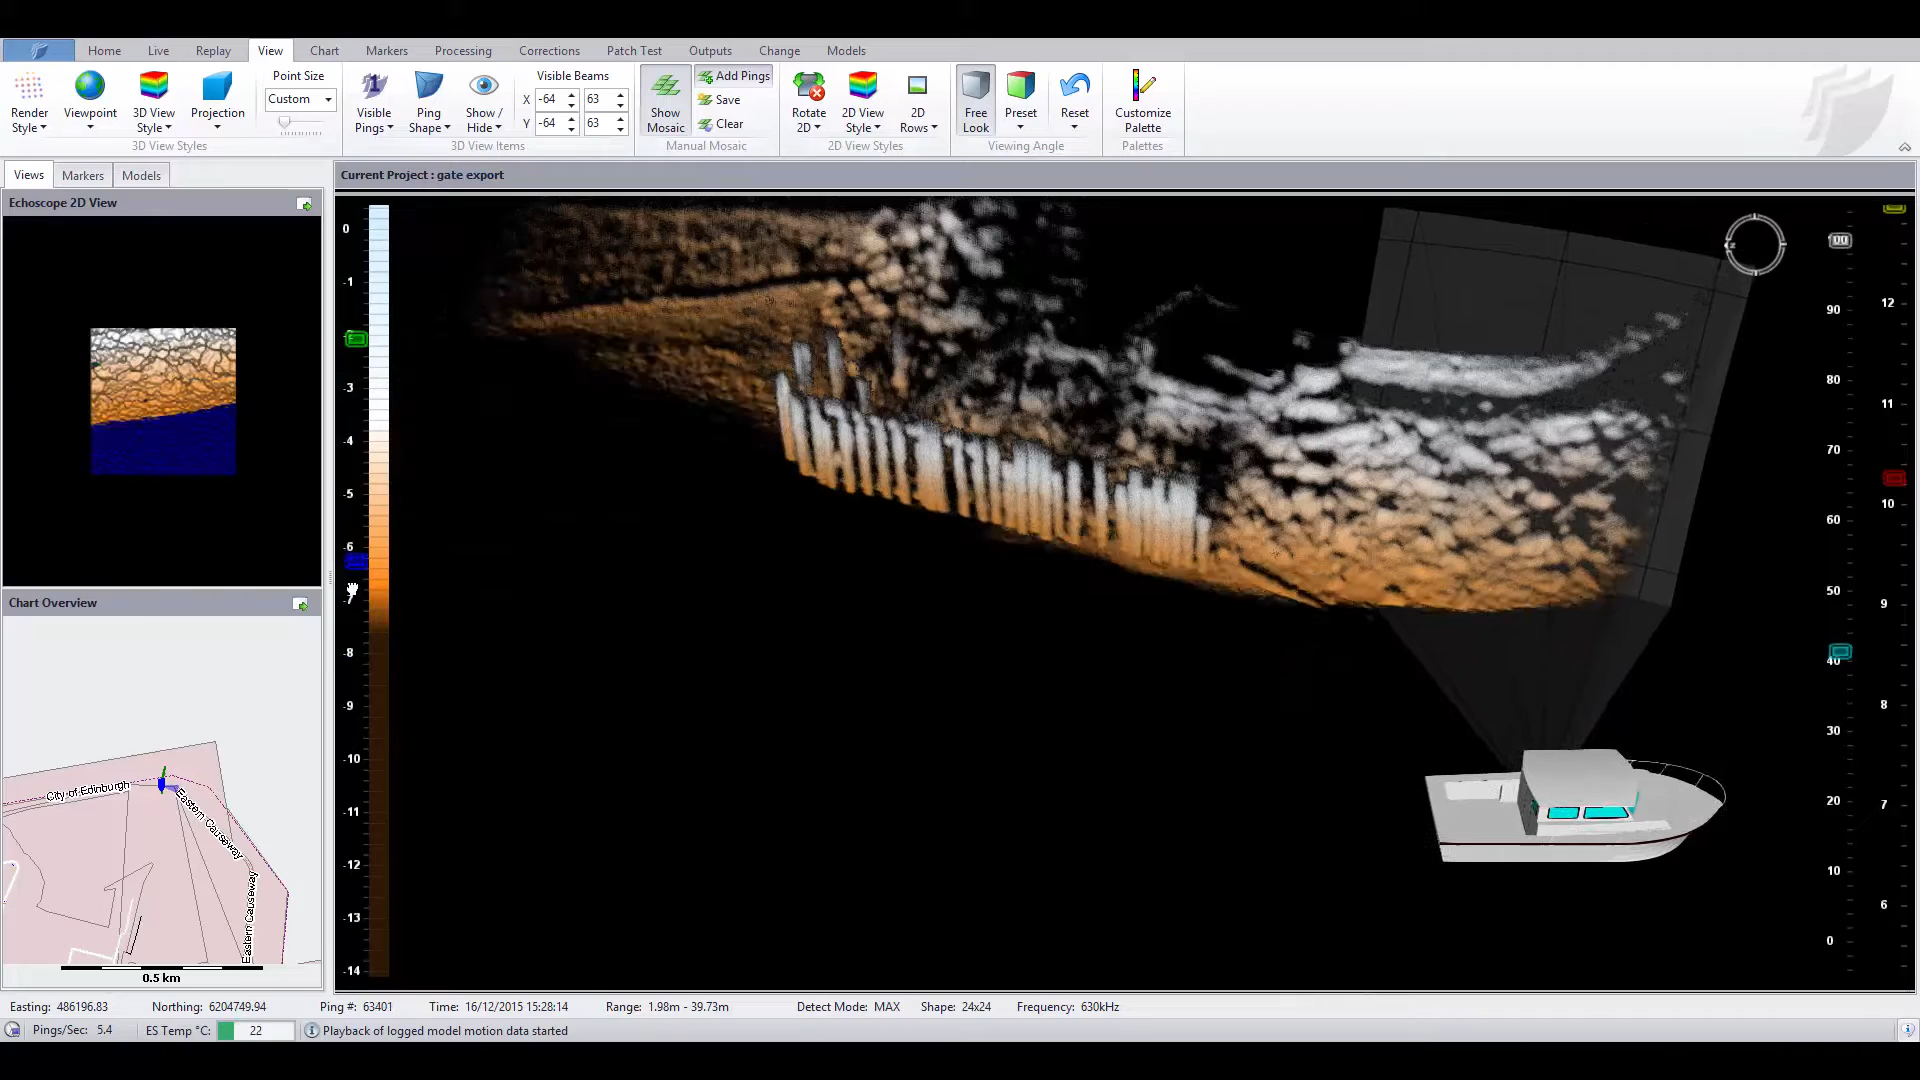 Home Live Replay View Chart Markers Processing Corrections Patch Test Outputs Change Models
Render Style
Viewpoint
3D View Style
Projection
Point Size
Custom
3D View Styles
Visible Pings
Ping Shape
Show / Hide
Visible Beams
X -64 63
Y -64 63
3D View Items
Show Mosaic
Add Pings
Save
Clear
Manual Mosaic
Rotate 2D
2D View Style
2D Rows
2D View Styles
Free Look
Preset
Reset
Viewing Angle
Customize Palette
Palettes
Views Markers Models
Current Project : gate export
Echoscope 2D View
Chart Overview
City of Edinburgh
Eastern Causeway
Eastern Causeway
0.5 km
0
-1
-3
-4
-5
-6
-8
-9
-10
-11
-12
-13
-14
90
80
70
60
50
40
30
20
10
0
12
11
10
9
8
7
6
Easting: 486196.83 Northing: 6204749.94 Ping #: 63401 Time: 16/12/2015 15:28:14 Range: 1.98m - 39.73m Detect Mode: MAX Shape: 24x24 Frequency: 630kHz
Pings/Sec: 5.4 ES Temp °C: 22 Playback of logged model motion data started